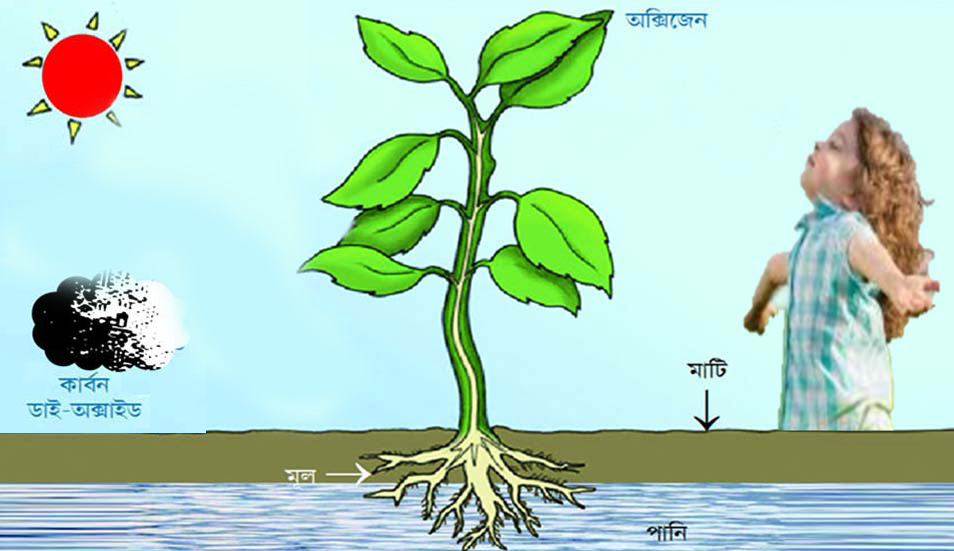 অক্সিজেন
মাটি
কার্বন
ডাই-অক্সাইড
মূল
পানি